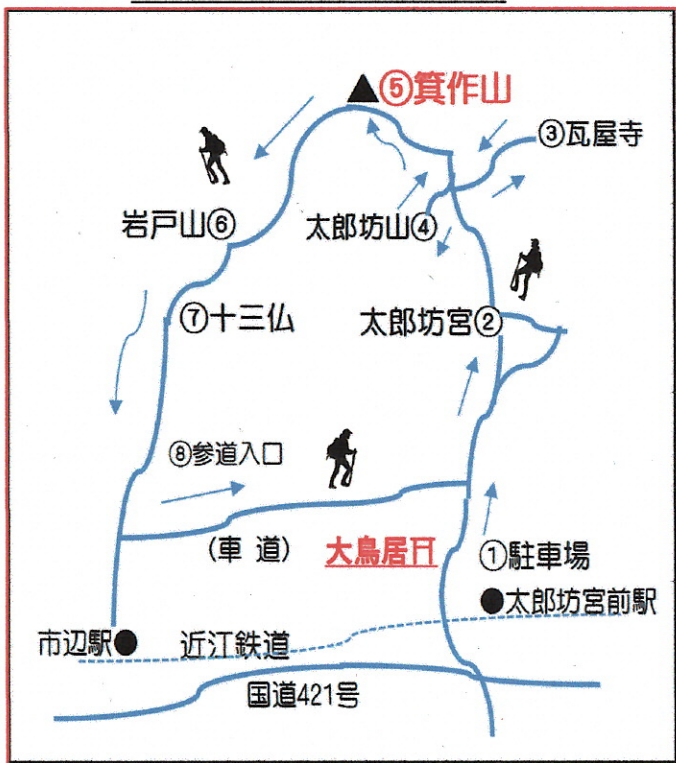 ▲⑤箕作山
③瓦屋寺
岩戸山⑥
太郎坊山④
⑦十三仏
太郎坊宮②
⑧参道入口
(車 道)
大鳥居
①駐車場
●太郎坊宮前駅
市辺駅●
近江鉄道
国道421号